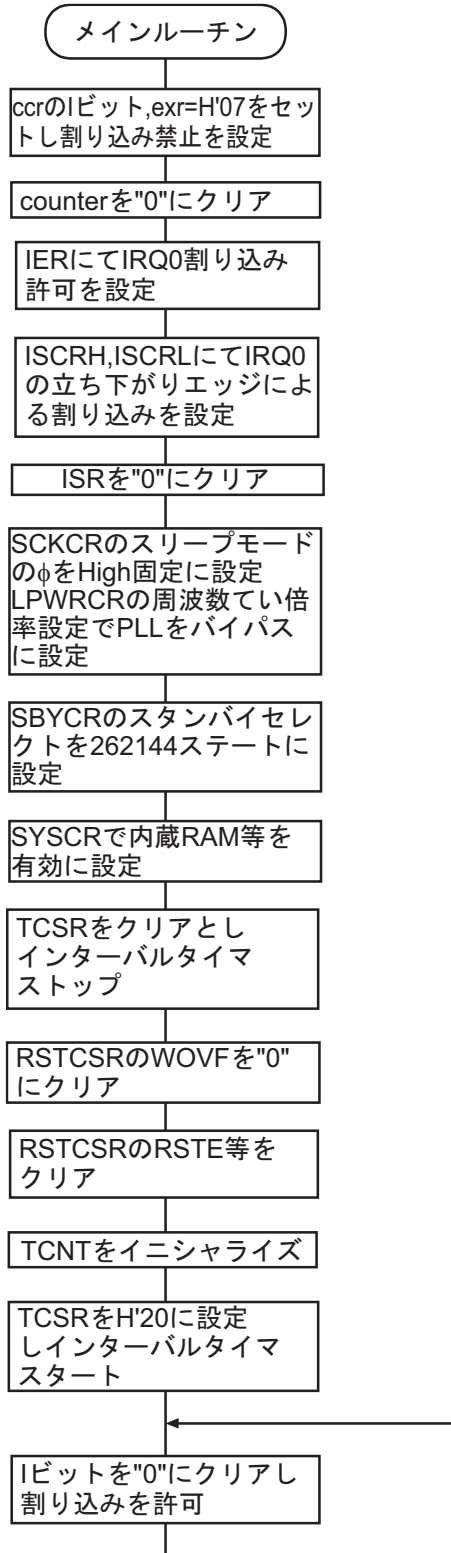 メインルーチン
ccrのIビット,exr=H'07をセッ
トし割り込み禁止を設定
counterを"0"にクリア
IERにてIRQ0割り込み
許可を設定
ISCRH,ISCRLにてIRQ0
の立ち下がりエッジによ
る割り込みを設定
ISRを"0"にクリア
SCKCRのスリープモード
のϕをHigh固定に設定
LPWRCRの周波数てい倍
率設定でPLLをバイパス
に設定
SBYCRのスタンバイセレ
クトを262144ステートに
設定
SYSCRで内蔵RAM等を
有効に設定
TCSRをクリアとし
インターバルタイマ
ストップ
RSTCSRのWOVFを"0"
にクリア
RSTCSRのRSTE等を
クリア
TCNTをイニシャライズ
TCSRをH'20に設定
しインターバルタイマ
スタート
Iビットを"0"にクリアし
割り込みを許可